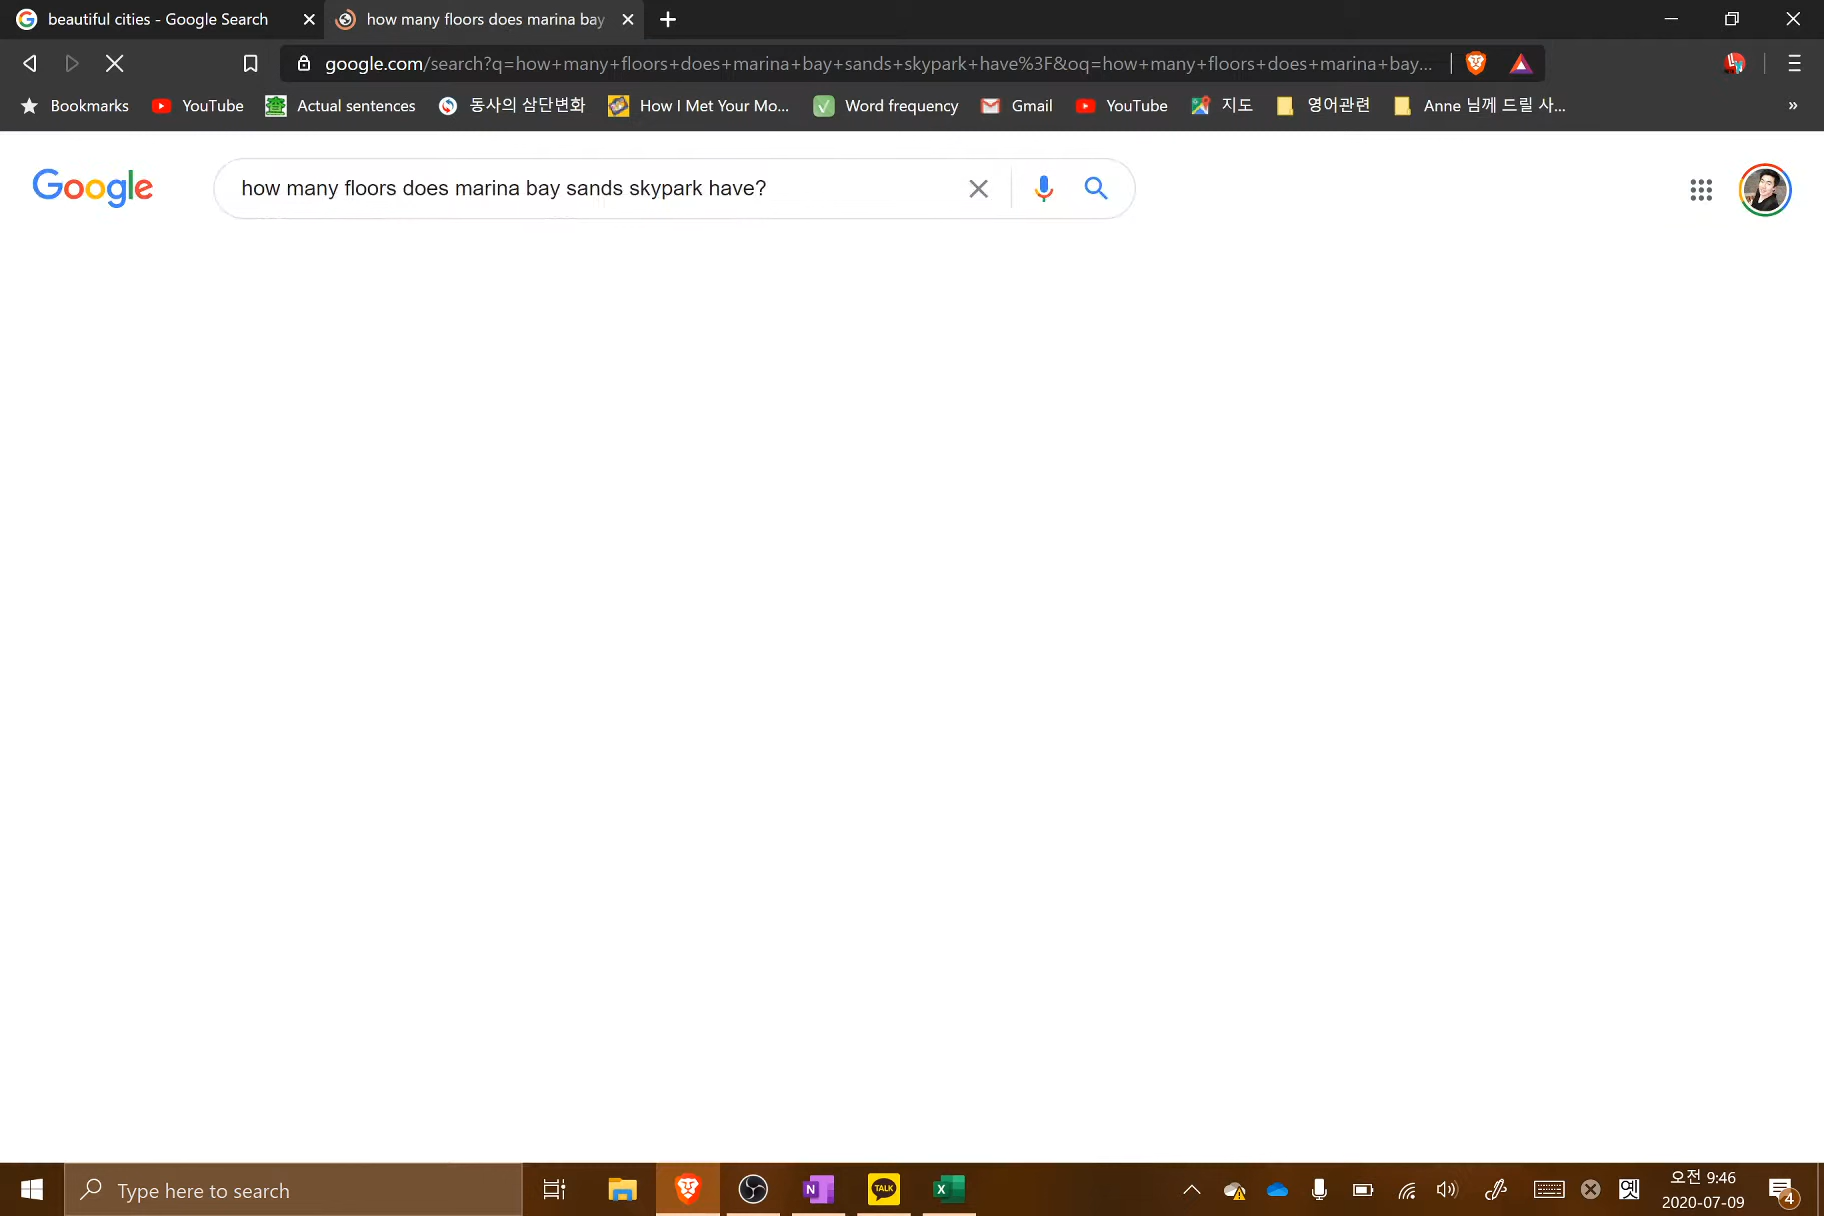 beautiful cities - Google Search
how many floors does marina bay
google.com/search?q=how+many+floors+does+marina+bay+sands+skypark+have%3F&oq=how+many+floors+does+marina+bay...
Bookmarks YouTube Actual sentences 동사의 삼단변화 How I Met Your Mo... Word frequency Gmail YouTube 지도 영어관련 Anne 님께 드릴 사... »
Google
how many floors does marina bay sands skypark have?
Type here to search
N
TALK
X
옛
오전 9:46
2020-07-09
4